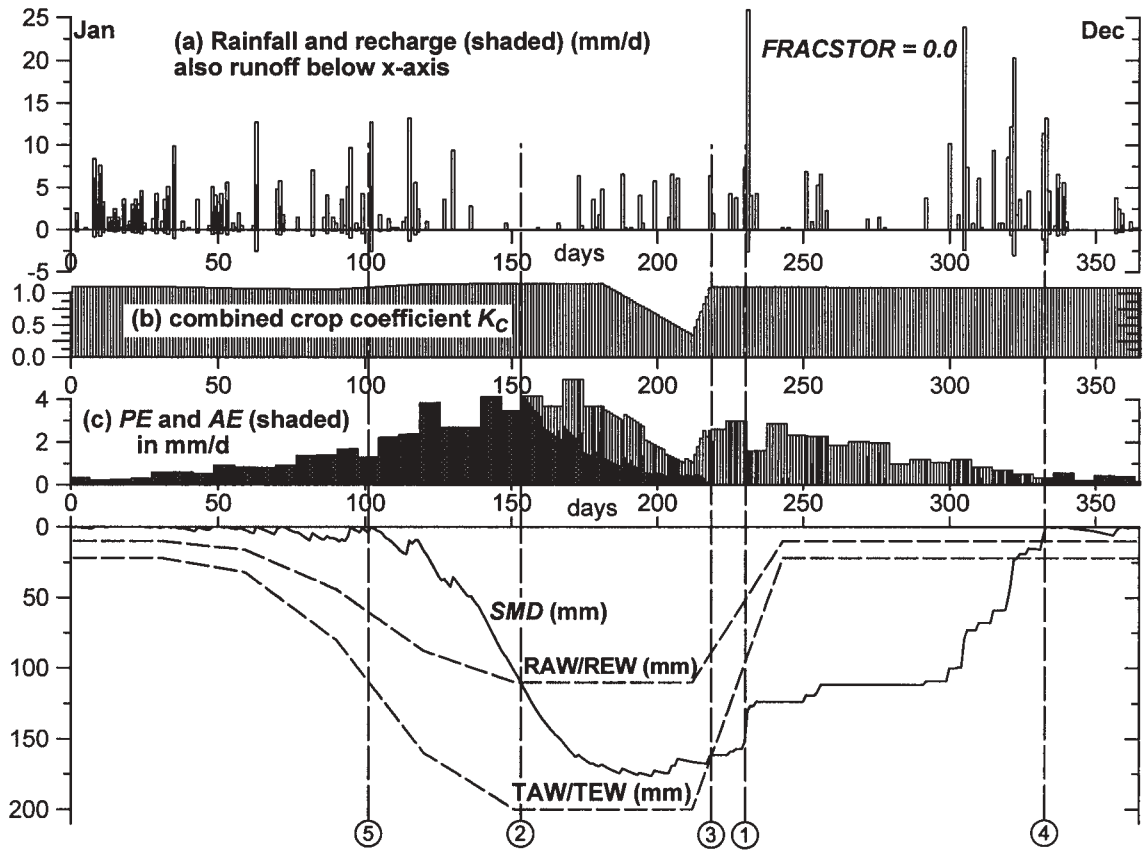 25
20
15
10
5
0
-5
Jan
(a) Rainfall and recharge (shaded) (mm/d)
also runoff below x-axis
FRACSTOR = 0.0
Dec
0 50 100 150 days 200 250 300 350
1.0
0.5
0.0
(b) combined crop coefficient KC
0 50 100 150 200 250 300 350
4
2
0
(c) PE and AE (shaded)
in mm/d
0 50 100 150 days 200 250 300 350
0
50
100
150
200
SMD (mm)
RAW/REW (mm)
TAW/TEW (mm)
5 2 3 1 4